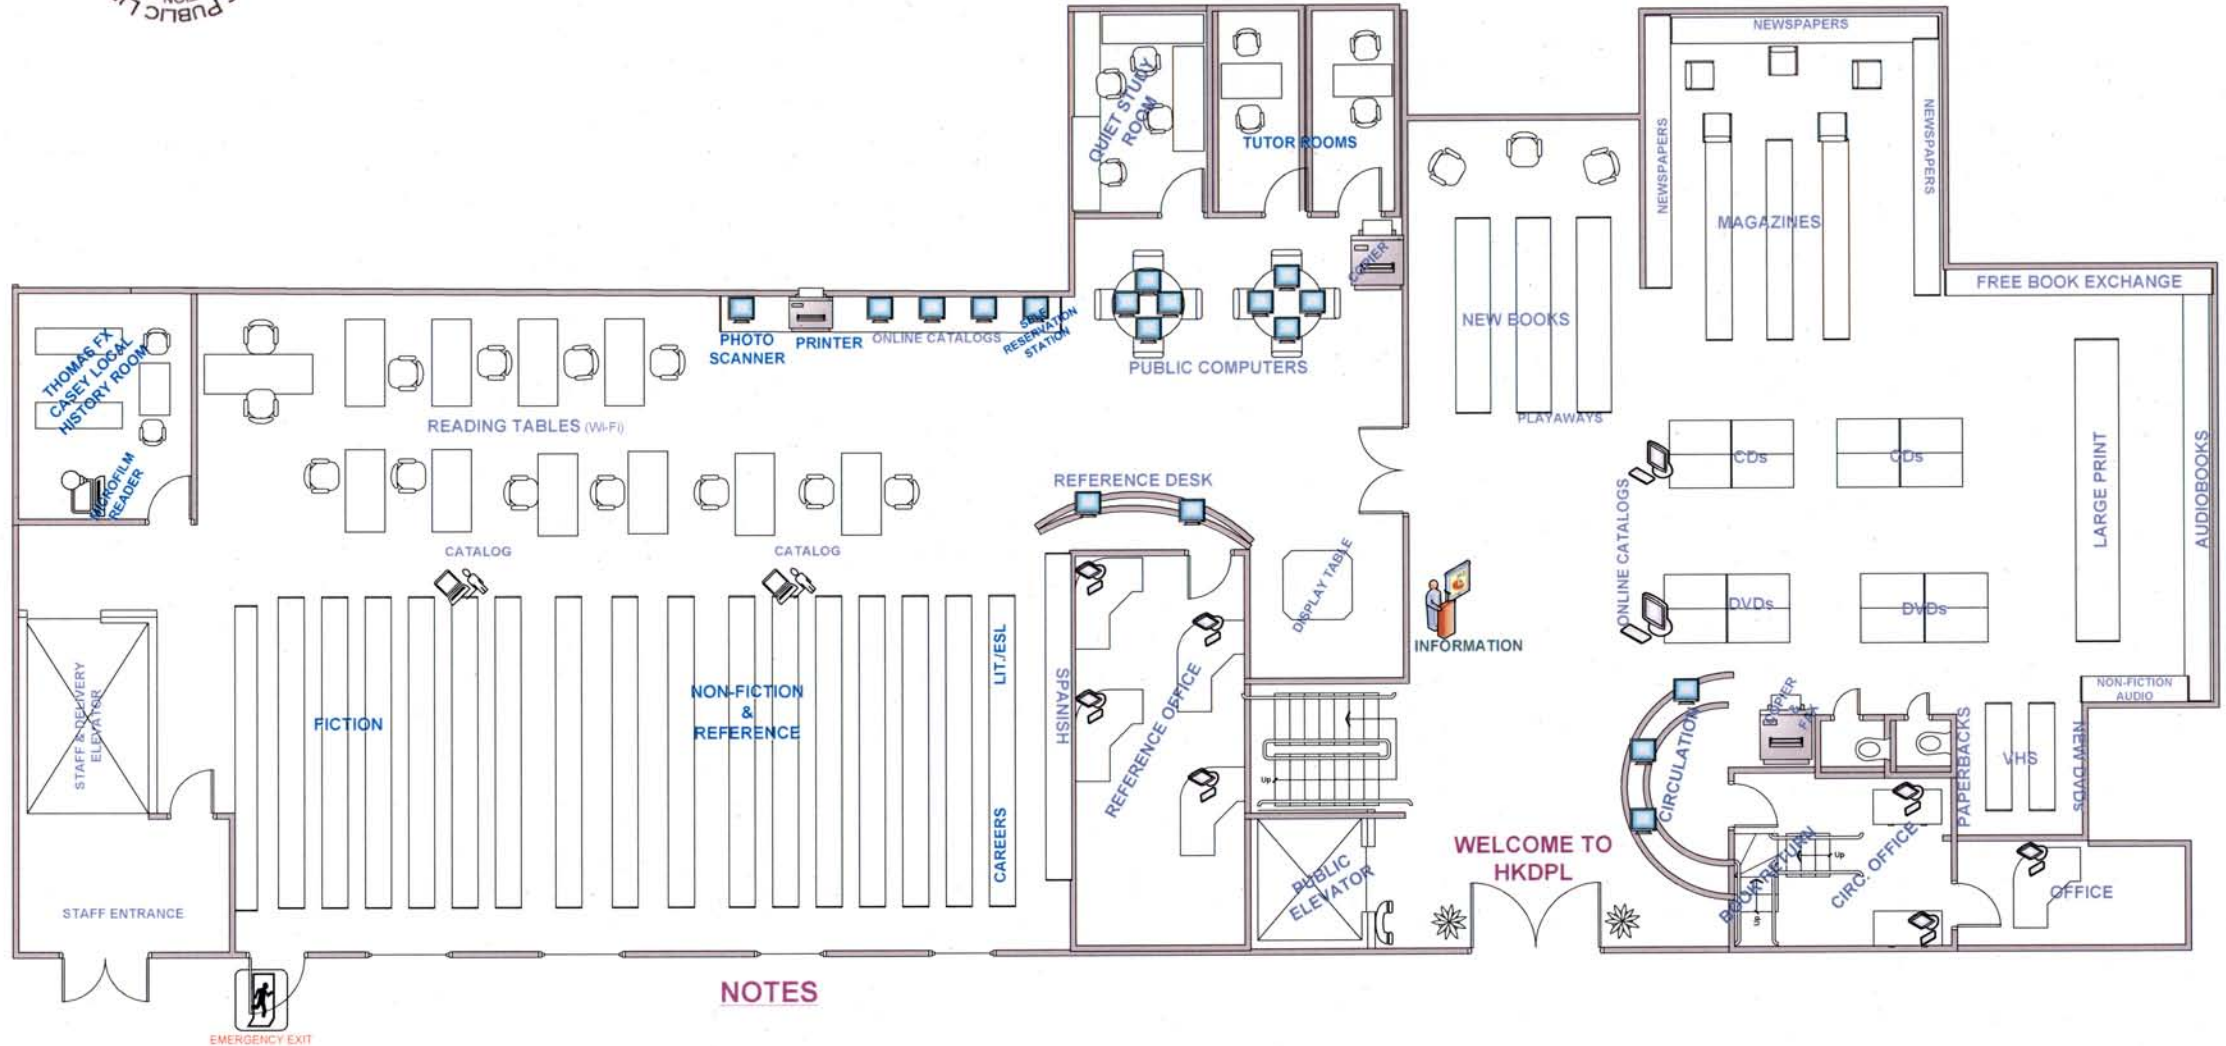 PUBLIC
NEWSPAPERS
NEWSPAPERS
NEWSPAPERS
QUIET STUDY
ROOM
TUTOR ROOMS
MAGAZINES
COPIER
FREE BOOK EXCHANGE
NEW BOOKS
PLAYAWAYS
THOMAS FX
CASEY LOCAL
HISTORY ROOM
MICROFILM
READER
PHOTO
SCANNER
PRINTER
ONLINE CATALOGS
SELF
RESERVATION
STATION
PUBLIC COMPUTERS
READING TABLES (Wi-Fi)
REFERENCE DESK
CATALOG
CATALOG
DISPLAY TABLE
INFORMATION
ONLINE CATALOGS
CDs
CDs
DVDs
DVDs
LARGE PRINT
AUDIOBOOKS
NON-FICTION
AUDIO
STAFF & DELIVERY
ELEVATOR
FICTION
NON-FICTION
&
REFERENCE
LIT./ESL
CAREERS
SPANISH
REFERENCE OFFICE
Up
CIRCULATION
COPIER
&
FAX
PAPERBACKS
VHS
NEW DVDs
WELCOME TO
HKDPL
PUBLIC
ELEVATOR
BOOK RETURN
Up
Up
CIRC. OFFICE
OFFICE
STAFF ENTRANCE
NOTES
EMERGENCY EXIT